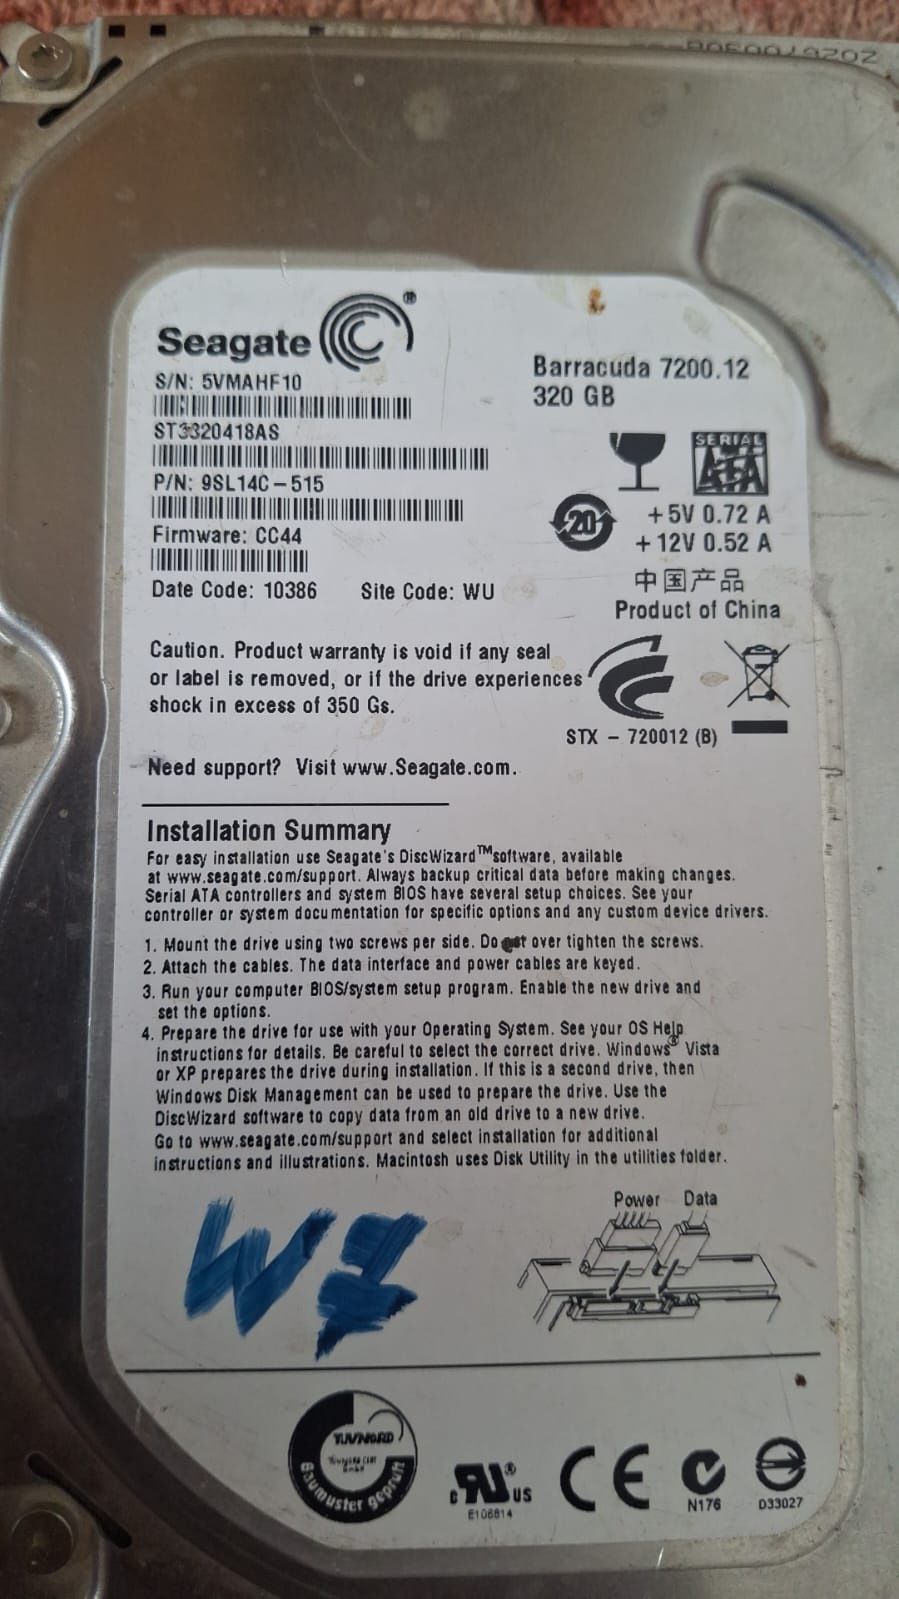 Seagate®
S/N: 5VMAHF10
ST3320418AS
P/N: 9SL14C-515
Firmware: CC44
Date Code: 10386 Site Code: WU
Barracuda 7200.12
320 GB
SERIAL
ATA
20
+5V 0.72 A
+12V 0.52 A
中国产品
Product of China
Caution. Product warranty is void if any seal
or label is removed, or if the drive experiences
shock in excess of 350 Gs.
STX - 720012 (B)
Need support? Visit www.Seagate.com.
Installation Summary
For easy installation use Seagate's DiscWizard™software, available
at www.seagate.com/support. Always backup critical data before making changes.
Serial ATA controllers and system BIOS have several setup choices. See your
controller or system documentation for specific options and any custom device drivers.
1. Mount the drive using two screws per side. Do not over tighten the screws.
2. Attach the cables. The data interface and power cables are keyed.
3. Run your computer BIOS/system setup program. Enable the new drive and
set the options.
4. Prepare the drive for use with your Operating System. See your OS Help
instructions for details. Be careful to select the correct drive. Windows® Vista
or XP prepares the drive during installation. If this is a second drive, then
Windows Disk Management can be used to prepare the drive. Use the
DiscWizard software to copy data from an old drive to a new drive.
Go to www.seagate.com/support and select installation for additional
instructions and illustrations. Macintosh uses Disk Utility in the utilities folder.
Power Data
TUV NORD
Baumuster geprüft
c US
E106814
CE
N176
D33027